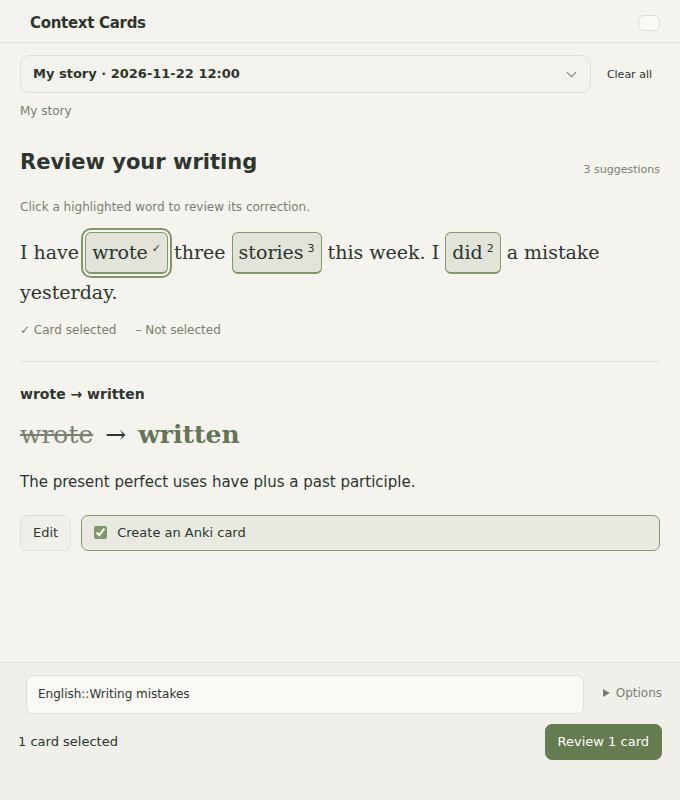 Context Cards
My story · 2026-11-22 12:00
Clear all
My story
Review your writing
3 suggestions
Click a highlighted word to review its correction.
I have wrote ✓ three stories 3 this week. I did 2 a mistake
yesterday.
✓ Card selected – Not selected
wrote → written
wrote → written
The present perfect uses have plus a past participle.
Edit
Create an Anki card
English::Writing mistakes
Options
1 card selected
Review 1 card